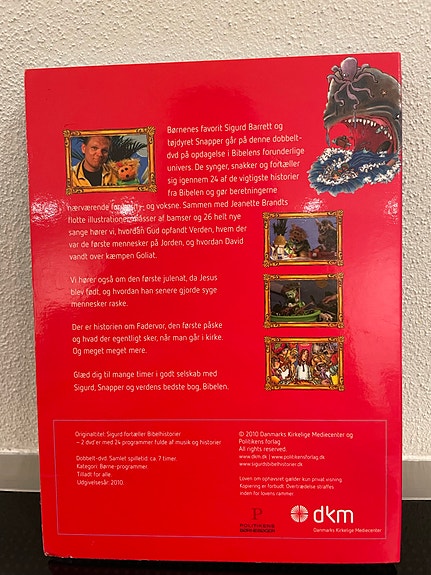 Børnenes favorit Sigurd Barrett og
tøjdyret Snapper går på denne dobbelt-
dvd på opdagelse i Bibelens forunderlige
univers. De synger, snakker og fortæller
sig igennem 24 af de vigtigste historier
fra Bibelen og gør beretningerne
nærværende for og voksne. Sammen med Jeanette Brandts
flotte illustrationer, masser af bamser og 26 helt nye
sange hører vi, hvordan Gud opfandt Verden, hvem der
var de første mennesker på Jorden, og hvordan David
vandt over kæmpen Goliat.
Vi hører også om den første julenat, da Jesus
blev født, og hvordan han senere gjorde syge
mennesker raske.
Der er historien om Fadervor, den første påske
og hvad der egentlig sker, når man går i kirke.
Og meget meget mere.
Glæd dig til mange timer i godt selskab med
Sigurd, Snapper og verdens bedste bog, Bibelen.
Originaltitel: Sigurd fortæller Bibelhistorier
– 2 dvd'er med 24 programmer fulde af musik og historier
Dobbelt-dvd. Samlet spilletid: ca. 7 timer.
Kategori: Børne-programmer.
Tilladt for alle.
Udgivelsesår: 2010.
© 2010 Danmarks Kirkelige Mediecenter og
Politikens forlag
All rights reserved.
www.dkm.dk | www.politikensforlag.dk
www.sigurdsbibelhistorier.dk
Loven om ophavsret gælder kun privat visning
Kopiering er forbudt. Overtrædelse straffes
inden for lovens rammer.
P
POLITIKENS
BØRNEBØGER
dkm
Danmarks Kirkelige Mediecenter